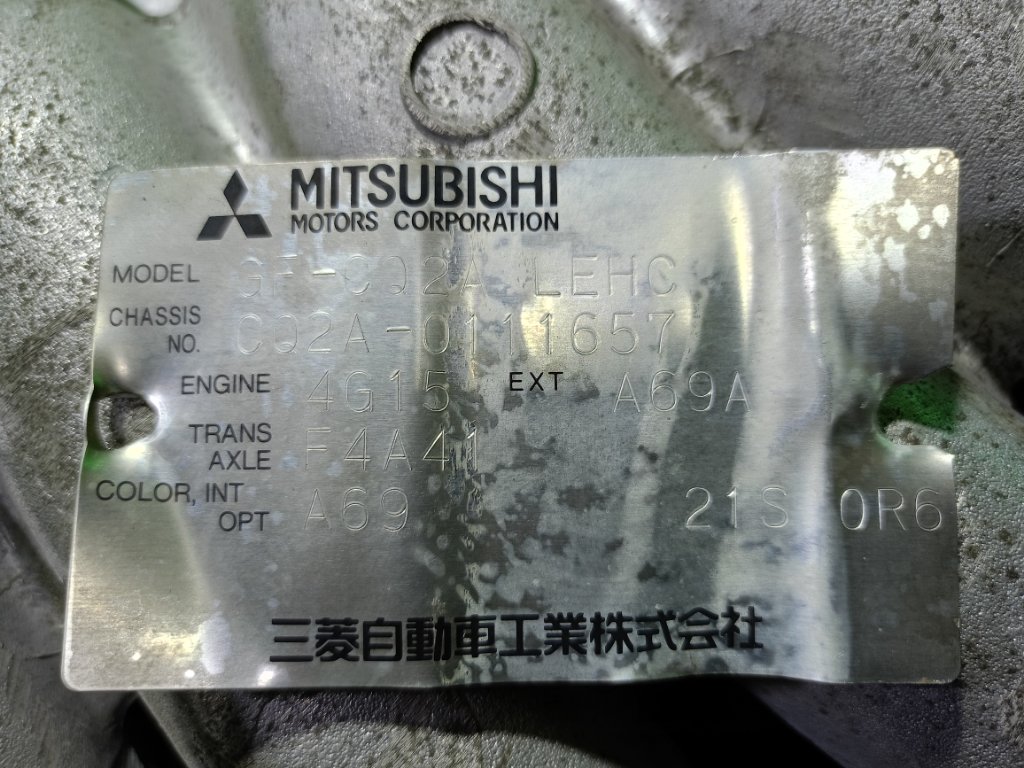 MITSUBISHI
MOTORS CORPORATION
MODEL GF-CQ2A LEHC
CHASSIS NO. CQ2A-0111657
ENGINE 4G15 EXT A69A
TRANS AXLE F4A41
COLOR, INT OPT A69 21S 0R6
三菱自動車工業株式会社